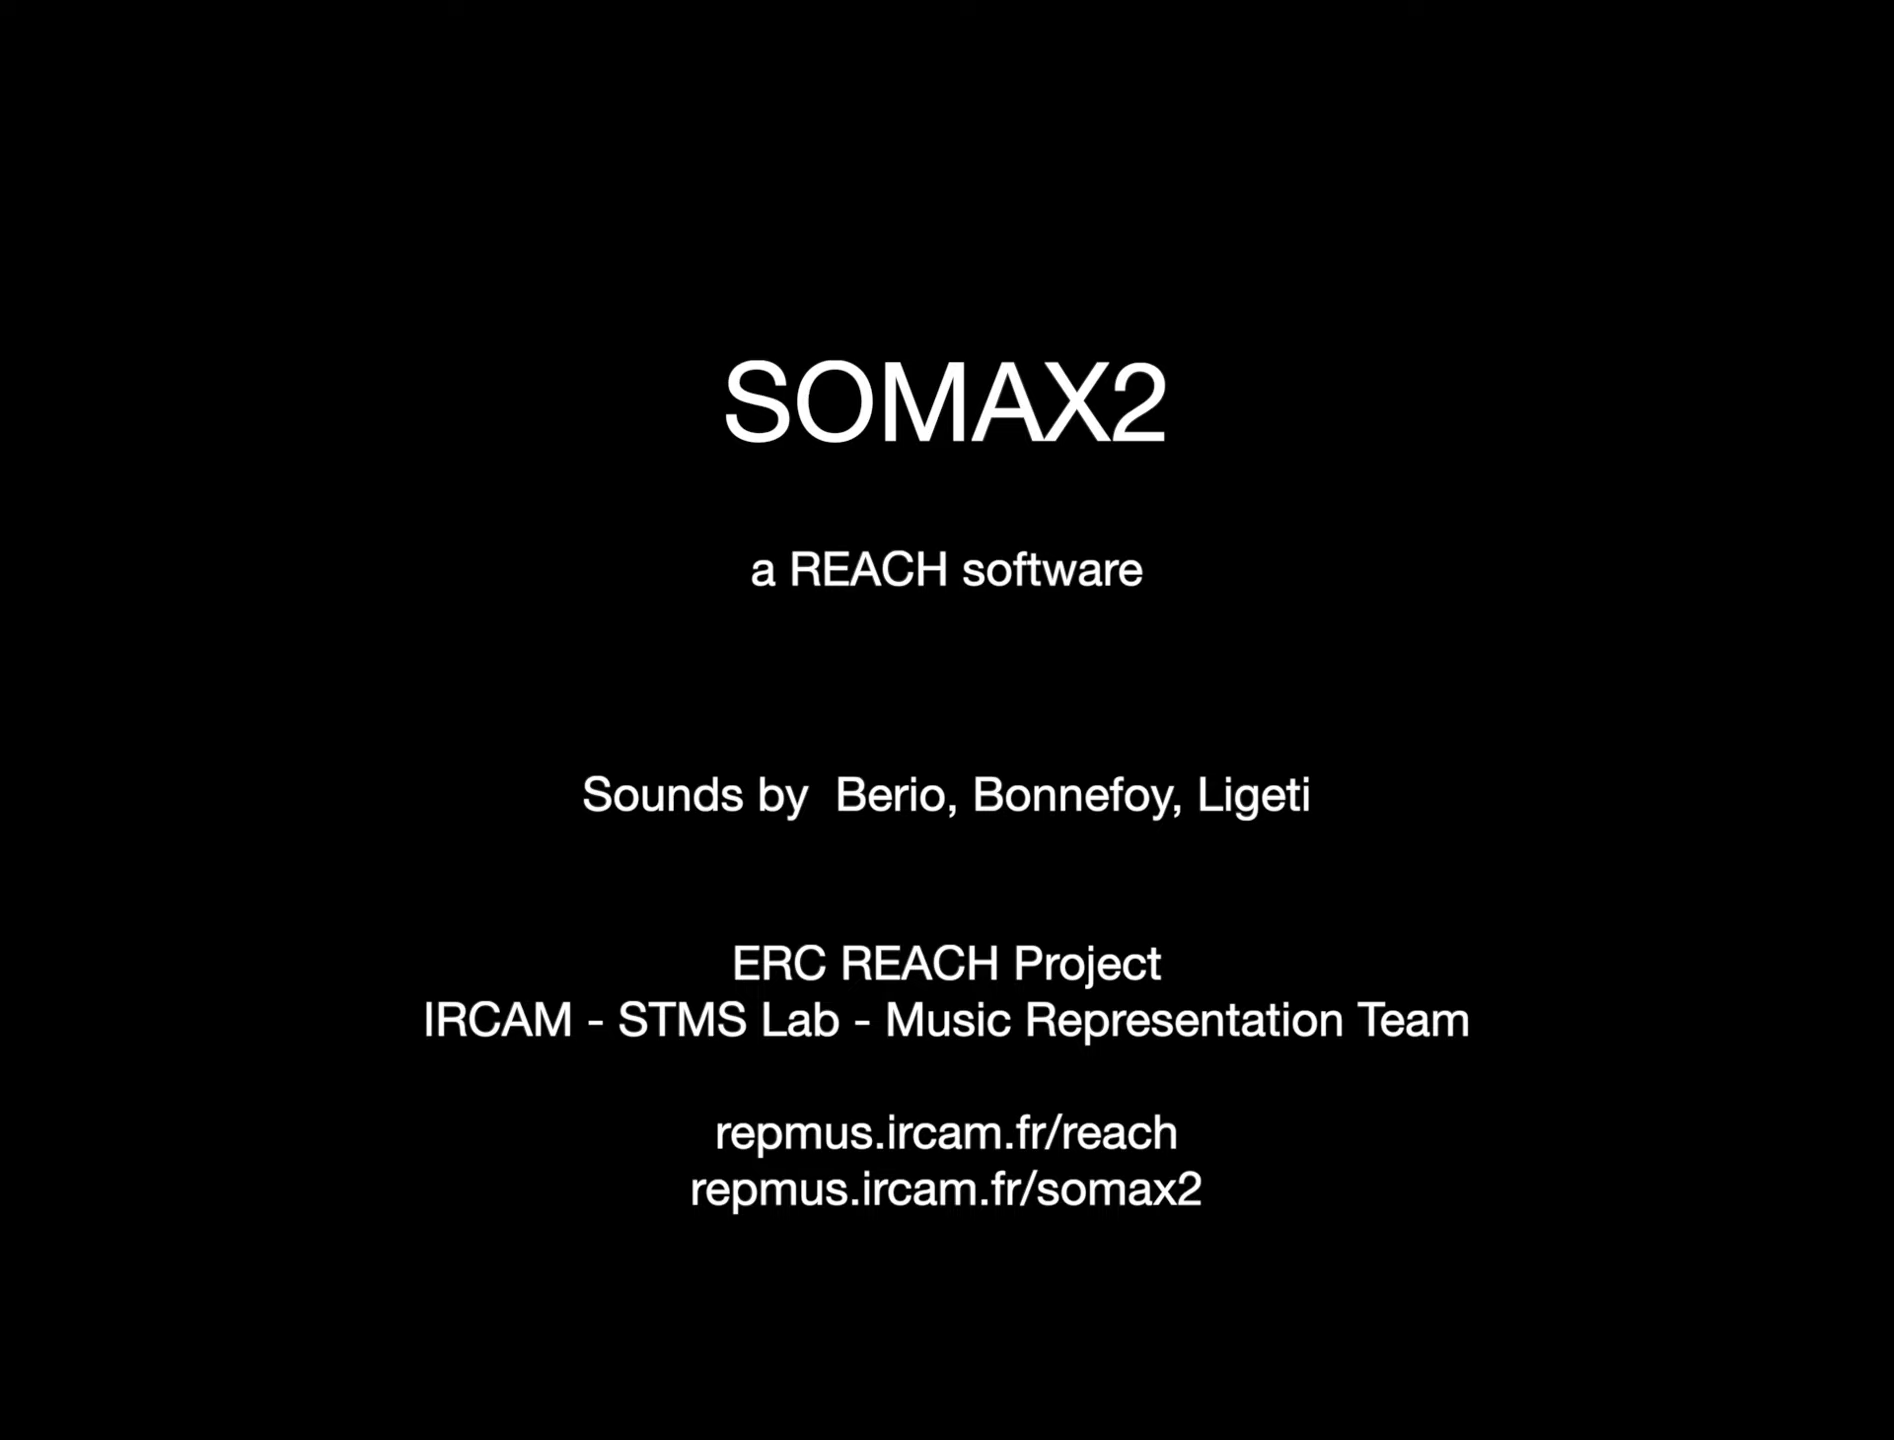 SOMAX2
a REACH software
Sounds by  Berio, Bonnefoy, Ligeti
ERC REACH Project
IRCAM - STMS Lab - Music Representation Team
repmus.ircam.fr/reach
repmus.ircam.fr/somax2